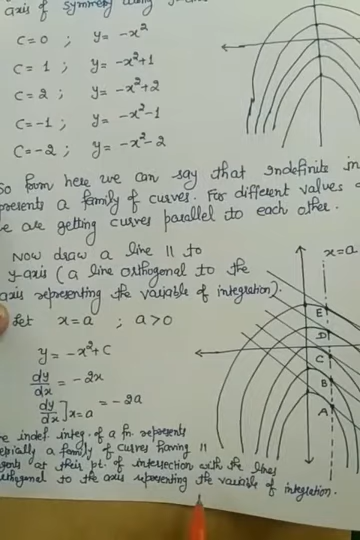 axis of symmetry
C=0 ; y = -x²
C= 1 ; y = -x²+1
C= 2 ; y = -x²+2
C=-1 ; y = -x²-1
C=-2 ; y = -x²-2
So from here we can say that Indefinite in
presents a family of curves. For different values o
e are getting curves parallel to each other.
Now draw a line || to
y-axis (a line orthogonal to the
axis representing the variable of integration).
Let x=a ; a>0
y = -x²+C
dy/dx = -2x
dy/dx]x=a = -2a
x=a
E
D
C
B
A
indef. integ. of a fn. represents
a family of curves having ||
gents at their pt. of intersection with the lines
orthogonal to the axis representing the variable of integration.